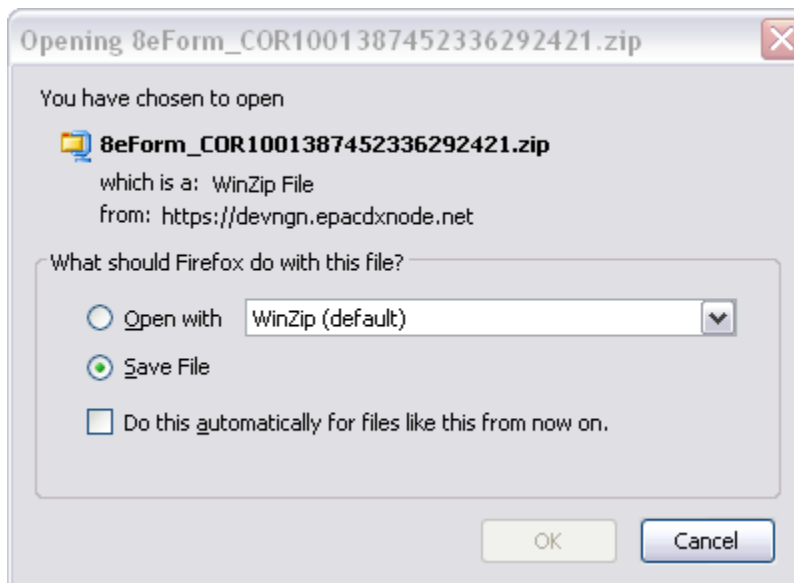 Opening 8eForm_COR1001387452336292421.zip
You have chosen to open
8eForm_COR1001387452336292421.zip
which is a: WinZip File
from: https://devngn.epacdxnode.net
What should Firefox do with this file?
Open with WinZip (default)
Save File
Do this automatically for files like this from now on.
OK Cancel